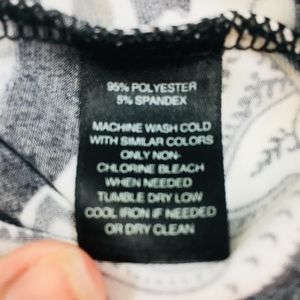 95% POLYESTER
5% SPANDEX
MACHINE WASH COLD
WITH SIMILAR COLORS
ONLY NON-
CHLORINE BLEACH
WHEN NEEDED
TUMBLE DRY LOW
COOL IRON IF NEEDED
OR DRY CLEAN